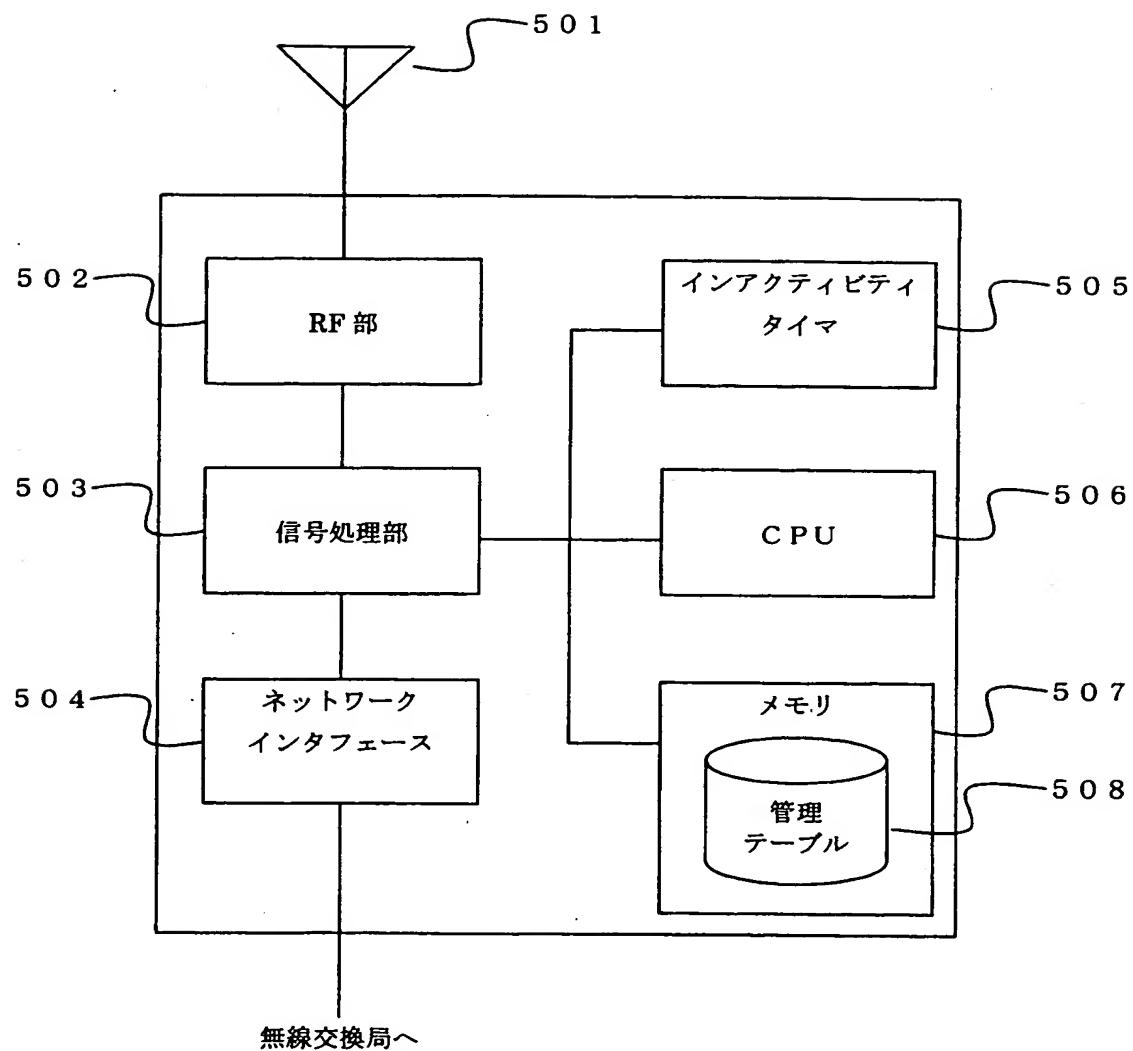 ５０１
５０２
RF 部
インアクティビティ
タイマ
５０５
５０３
信号処理部
ＣＰＵ
５０６
５０４
ネットワーク
インタフェース
メモリ
５０７
管理
テーブル
５０８
無線交換局へ